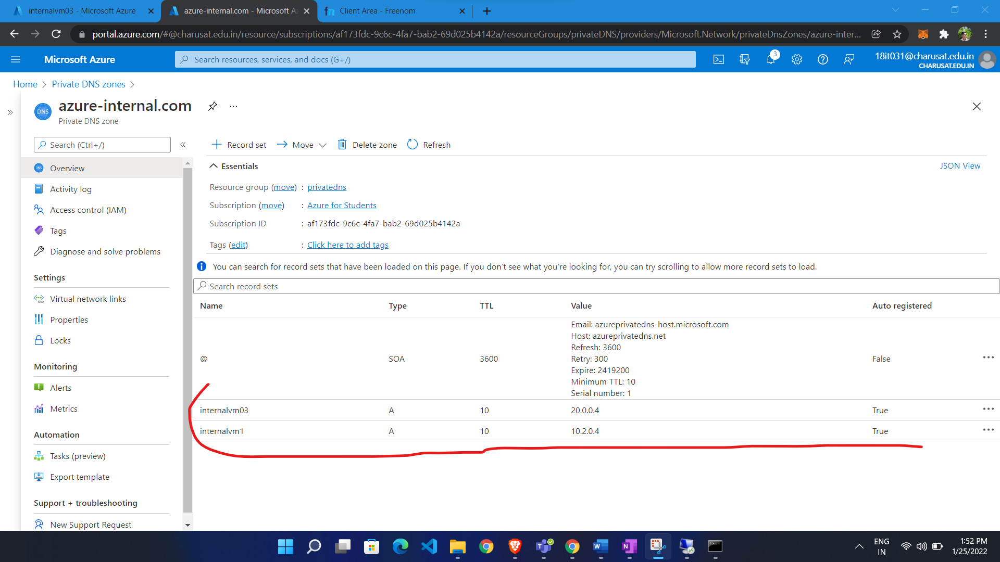 internalvm03 - Microsoft Azure
azure-internal.com - Microsoft Az
Client Area - Freenom
portal.azure.com/#@charusat.edu.in/resource/subscriptions/af173fdc-9c6c-4fa7-bab2-69d025b4142a/resourceGroups/privateDNS/providers/Microsoft.Network/privateDnsZones/azure-inter...
Microsoft Azure
Search resources, services, and docs (G+/)
3
18it031@charusat.edu.in
CHARUSAT.EDU.IN
Home > Private DNS zones >
DNS
azure-internal.com
...
Private DNS zone
Search (Ctrl+/)
Record set
Move
Delete zone
Refresh
Overview
Activity log
Access control (IAM)
Tags
Diagnose and solve problems
Settings
Virtual network links
Properties
Locks
Monitoring
Alerts
Metrics
Automation
Tasks (preview)
Export template
Support + troubleshooting
New Support Request
Essentials
JSON View
Resource group (move) : privatedns
Subscription (move) : Azure for Students
Subscription ID : af173fdc-9c6c-4fa7-bab2-69d025b4142a
Tags (edit) : Click here to add tags
You can search for record sets that have been loaded on this page. If you don't see what you're looking for, you can try scrolling to allow more record sets to load.
Search record sets
Name Type TTL Value Auto registered
Email: azureprivatedns-host.microsoft.com
Host: azureprivatedns.net
Refresh: 3600
@ SOA 3600 Retry: 300 False
Expire: 2419200
Minimum TTL: 10
Serial number: 1
internalvm03 A 10 20.0.0.4 True
internalvm1 A 10 10.2.0.4 True
ENG
IN
1:52 PM
1/25/2022